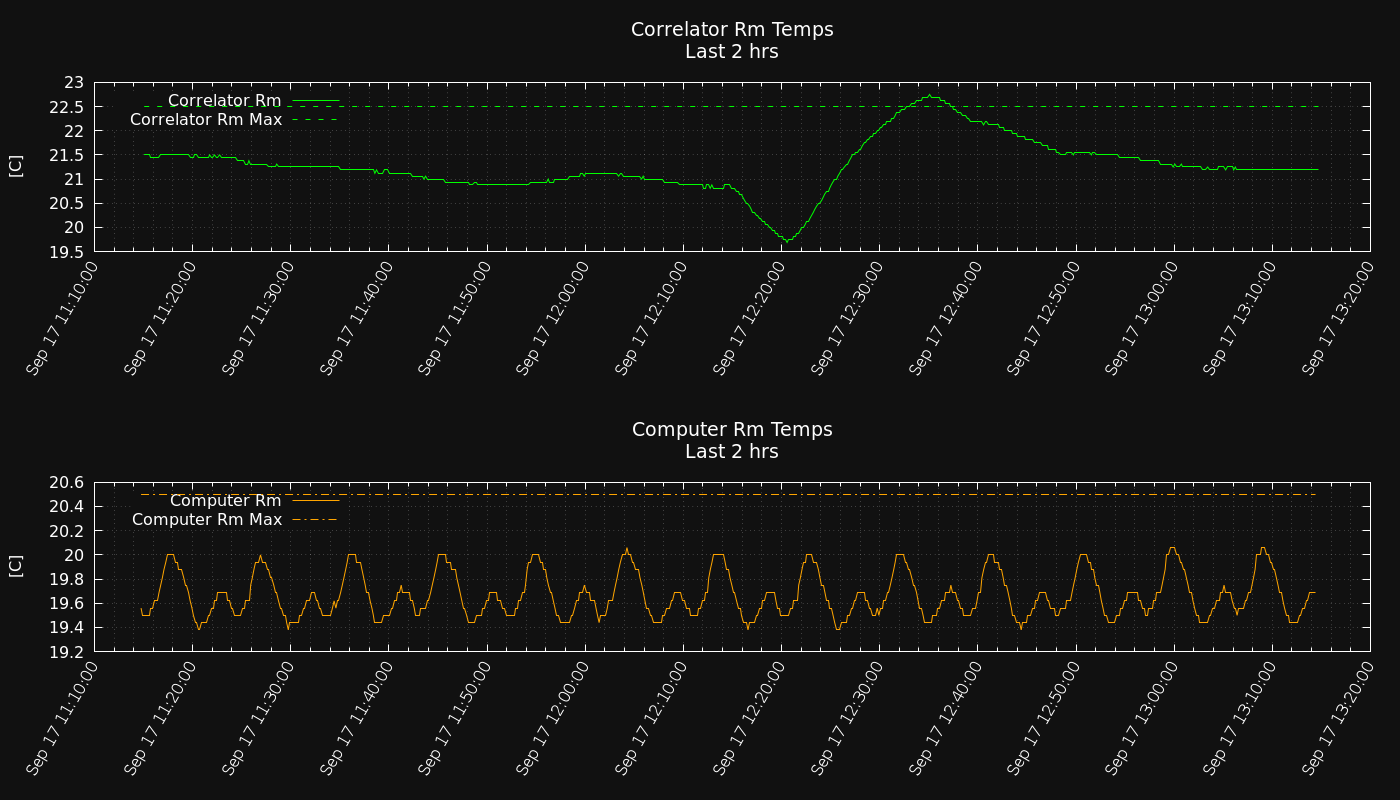 Correlator Rm Temps
Last 2 hrs
[C]
23
22.5
22
21.5
21
20.5
20
19.5
Correlator Rm
Correlator Rm Max
Sep 17 11:10:00
Sep 17 11:20:00
Sep 17 11:30:00
Sep 17 11:40:00
Sep 17 11:50:00
Sep 17 12:00:00
Sep 17 12:10:00
Sep 17 12:20:00
Sep 17 12:30:00
Sep 17 12:40:00
Sep 17 12:50:00
Sep 17 13:00:00
Sep 17 13:10:00
Sep 17 13:20:00
Computer Rm Temps
Last 2 hrs
[C]
20.6
20.4
20.2
20
19.8
19.6
19.4
19.2
Computer Rm
Computer Rm Max
Sep 17 11:10:00
Sep 17 11:20:00
Sep 17 11:30:00
Sep 17 11:40:00
Sep 17 11:50:00
Sep 17 12:00:00
Sep 17 12:10:00
Sep 17 12:20:00
Sep 17 12:30:00
Sep 17 12:40:00
Sep 17 12:50:00
Sep 17 13:00:00
Sep 17 13:10:00
Sep 17 13:20:00